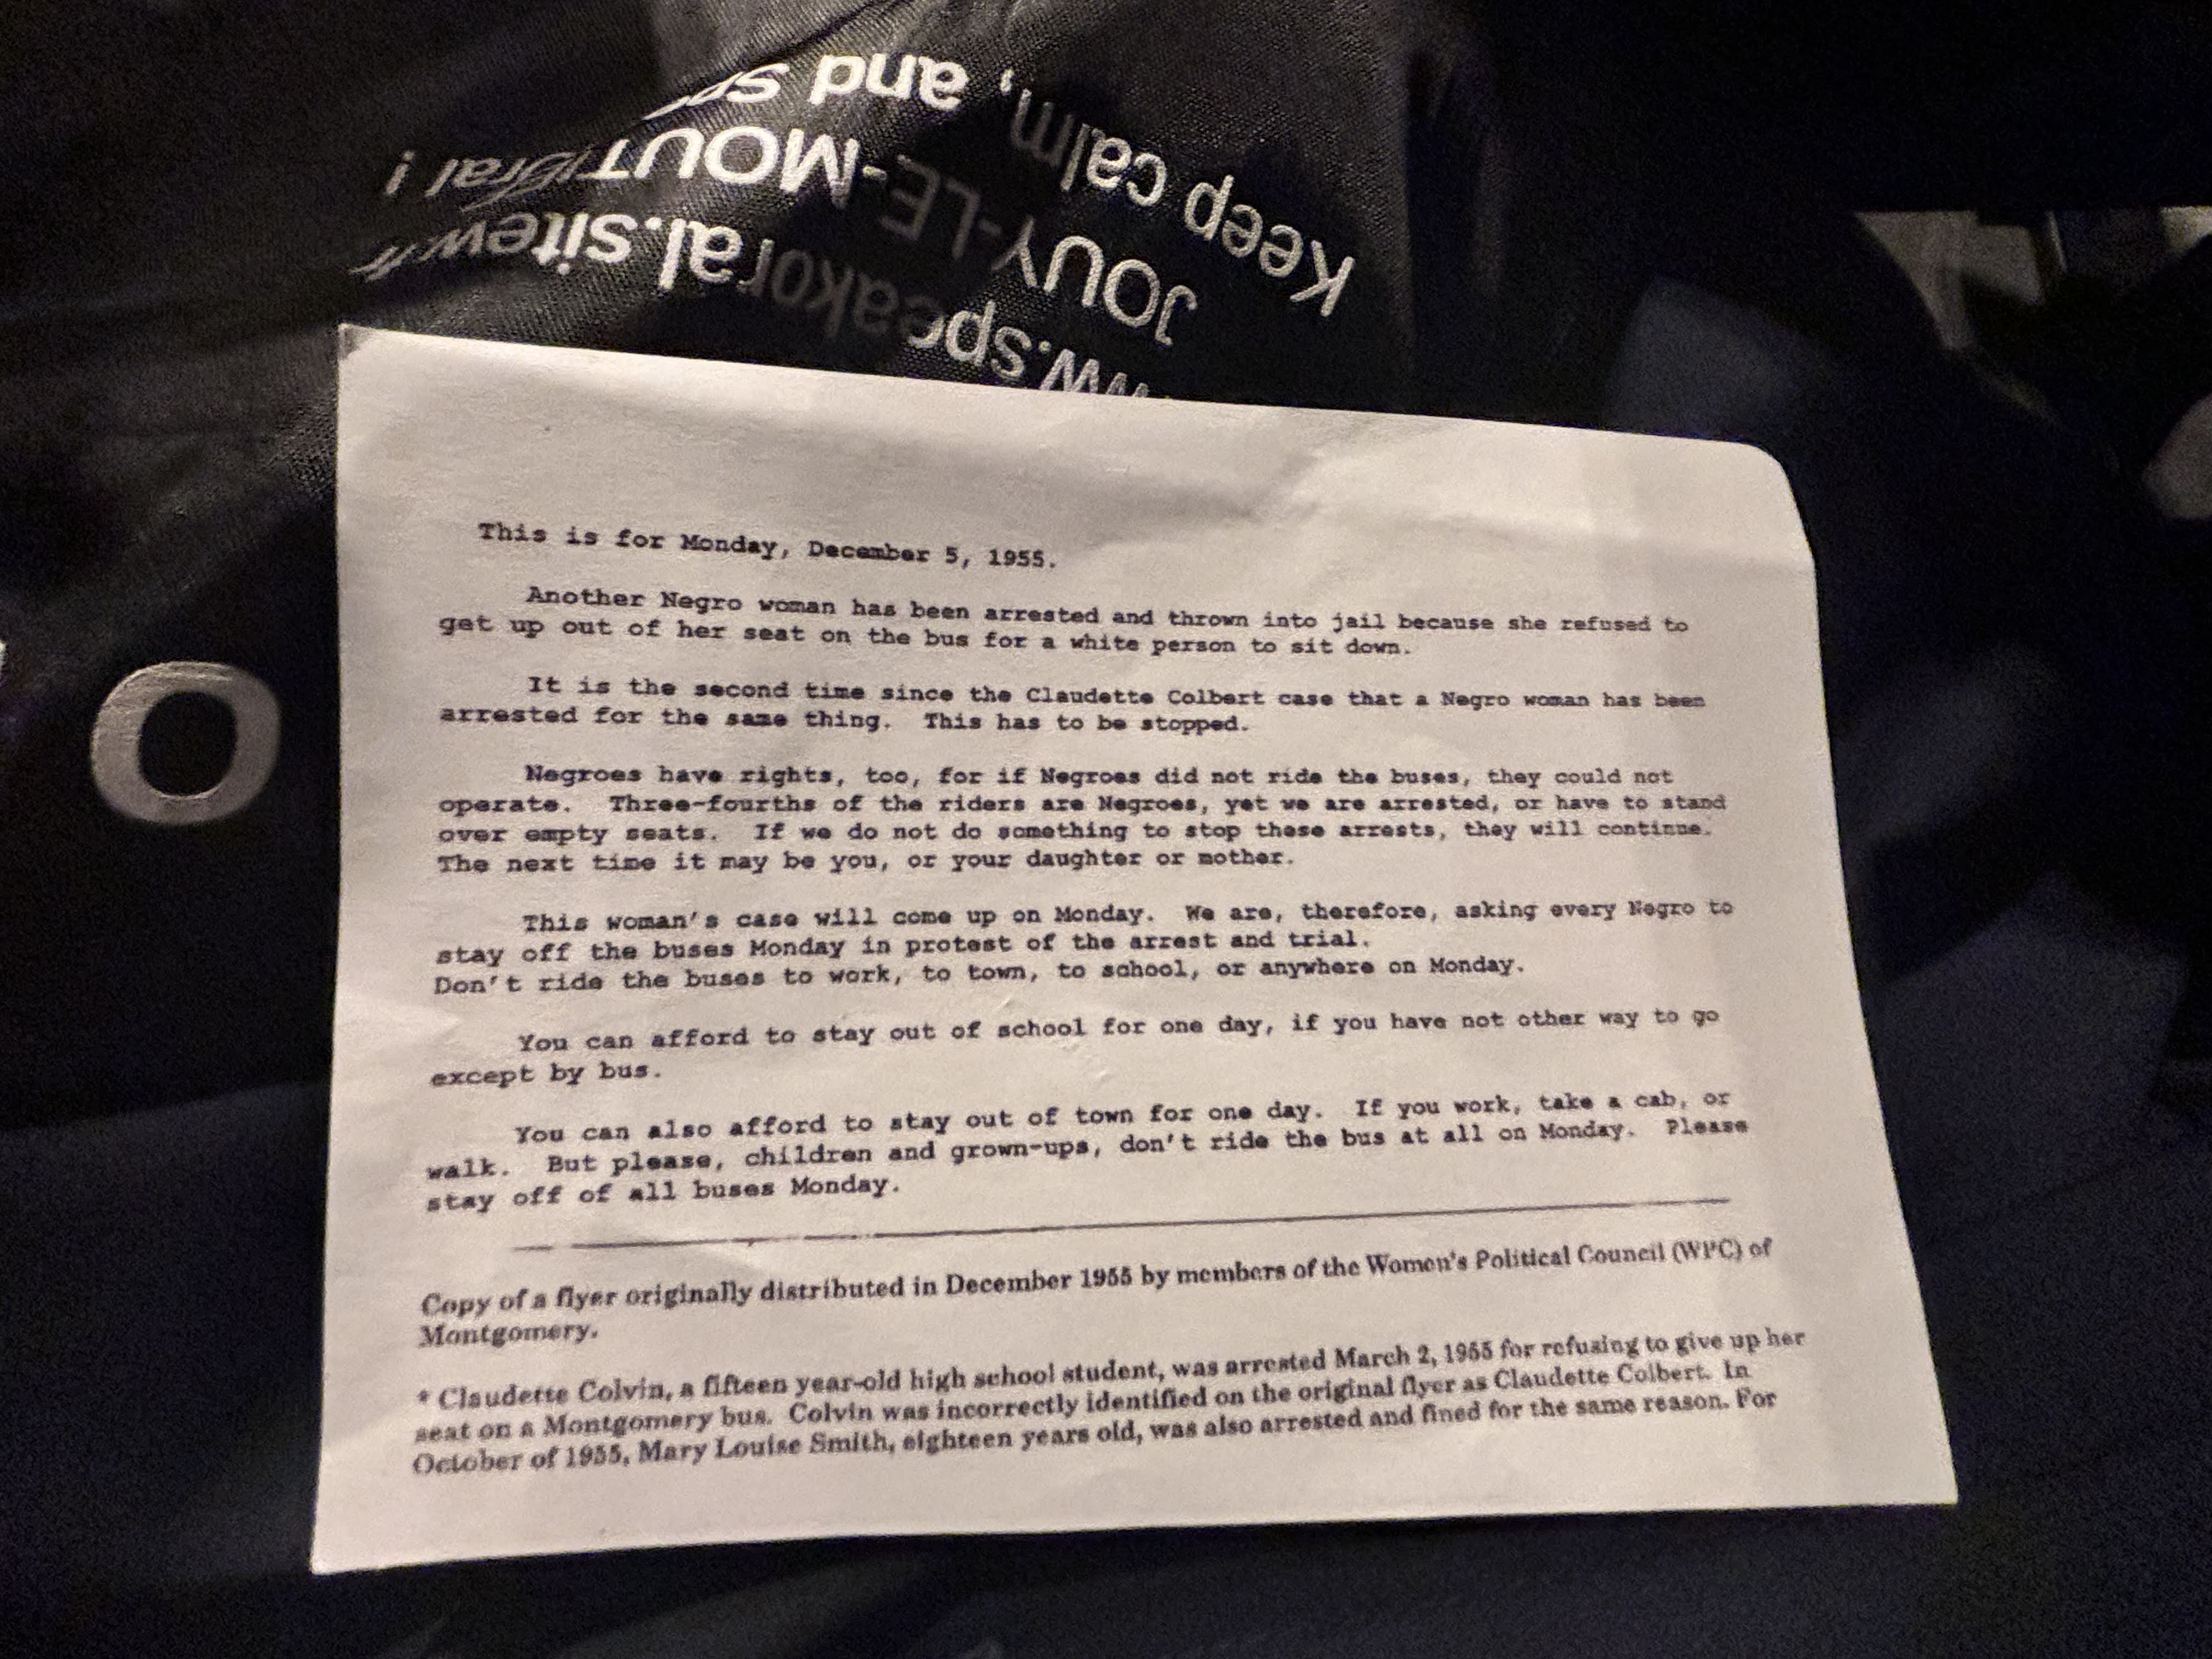 Keep calm,
and sp
JOUY-LE-MOUT
ral !
www.speakoral.sitew.fr
O
This is for Monday, December 5, 1955.
Another Negro woman has been arrested and thrown into jail because she refused to
get up out of her seat on the bus for a white person to sit down.
It is the second time since the Claudette Colbert case that a Negro woman has been
arrested for the same thing. This has to be stopped.
Negroes have rights, too, for if Negroes did not ride the buses, they could not
operate. Three-fourths of the riders are Negroes, yet we are arrested, or have to stand
over empty seats. If we do not do something to stop these arrests, they will continue.
The next time it may be you, or your daughter or mother.
This woman's case will come up on Monday. We are, therefore, asking every Negro to
stay off the buses Monday in protest of the arrest and trial.
Don't ride the buses to work, to town, to school, or anywhere on Monday.
You can afford to stay out of school for one day, if you have not other way to go
except by bus.
You can also afford to stay out of town for one day. If you work, take a cab, or
walk. But please, children and grown-ups, don't ride the bus at all on Monday. Please
stay off of all buses Monday.
Copy of a flyer originally distributed in December 1955 by members of the Women's Political Council (WPC) of
Montgomery.
* Claudette Colvin, a fifteen year-old high school student, was arrested March 2, 1955 for refusing to give up her
seat on a Montgomery bus. Colvin was incorrectly identified on the original flyer as Claudette Colbert. In
October of 1955, Mary Louise Smith, eighteen years old, was also arrested and fined for the same reason. For